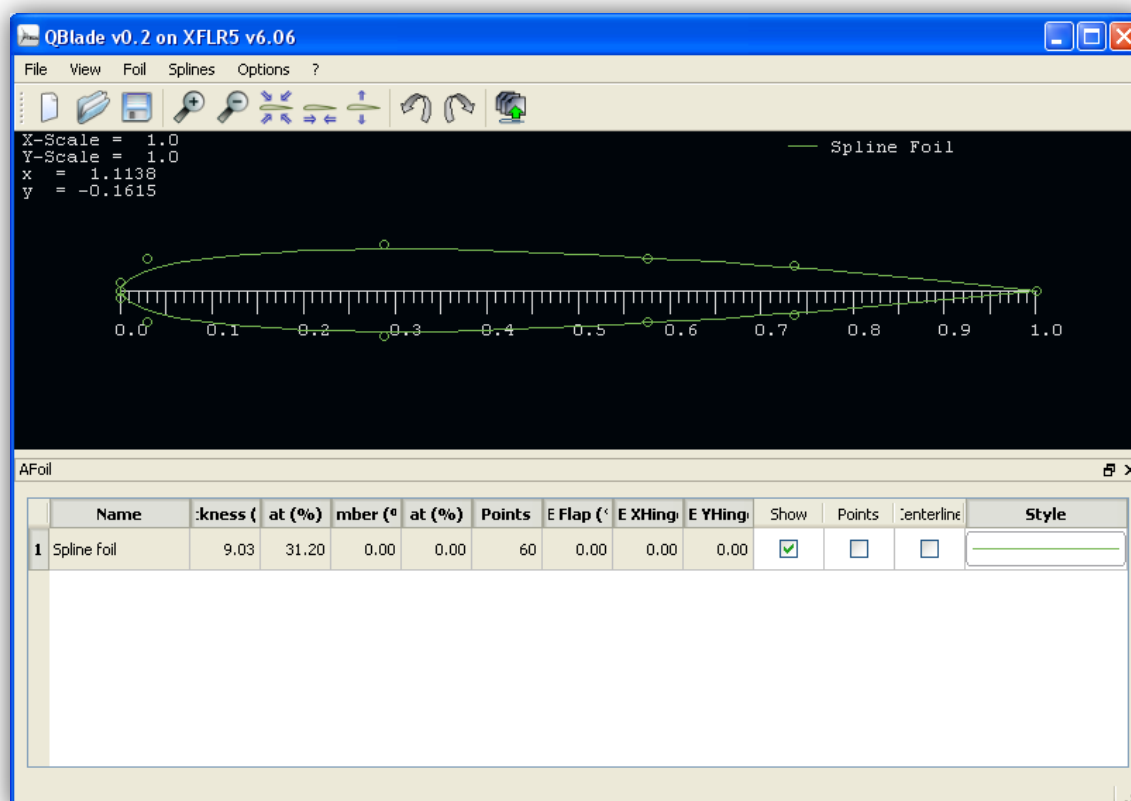 QBlade v0.2 on XFLR5 v6.06
File View Foil Splines Options ?
X-Scale = 1.0
Y-Scale = 1.0
x = 1.1138
y = -0.1615
Spline Foil
0.0 0.1 0.2 0.3 0.4 0.5 0.6 0.7 0.8 0.9 1.0
AFoil
Name :kness ( at (%) mber (° at (%) Points E Flap (° E XHing E YHing Show Points Centerline Style
1 Spline foil 9.03 31.20 0.00 0.00 60 0.00 0.00 0.00